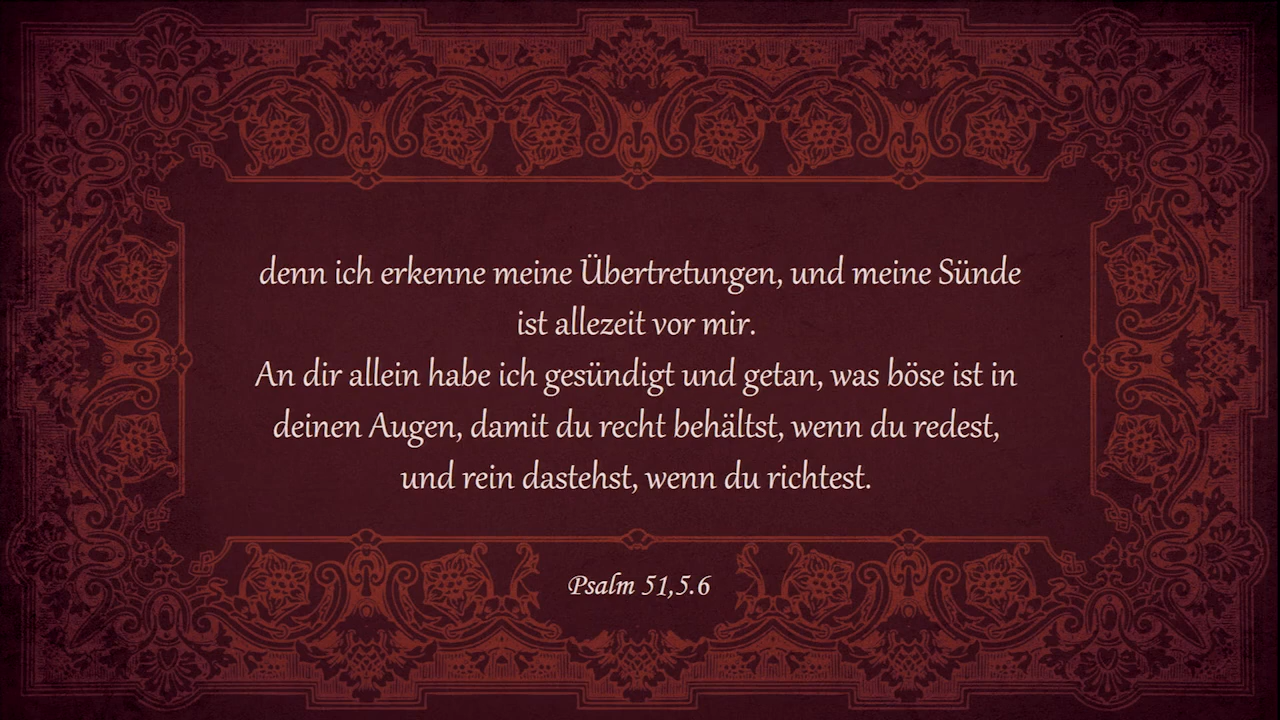 denn ich erkenne meine Übertretungen, und meine Sünde
ist allezeit vor mir.
An dir allein habe ich gesündigt und getan, was böse ist in
deinen Augen, damit du recht behältst, wenn du redest,
und rein dastehst, wenn du richtest.
Psalm 51,5.6